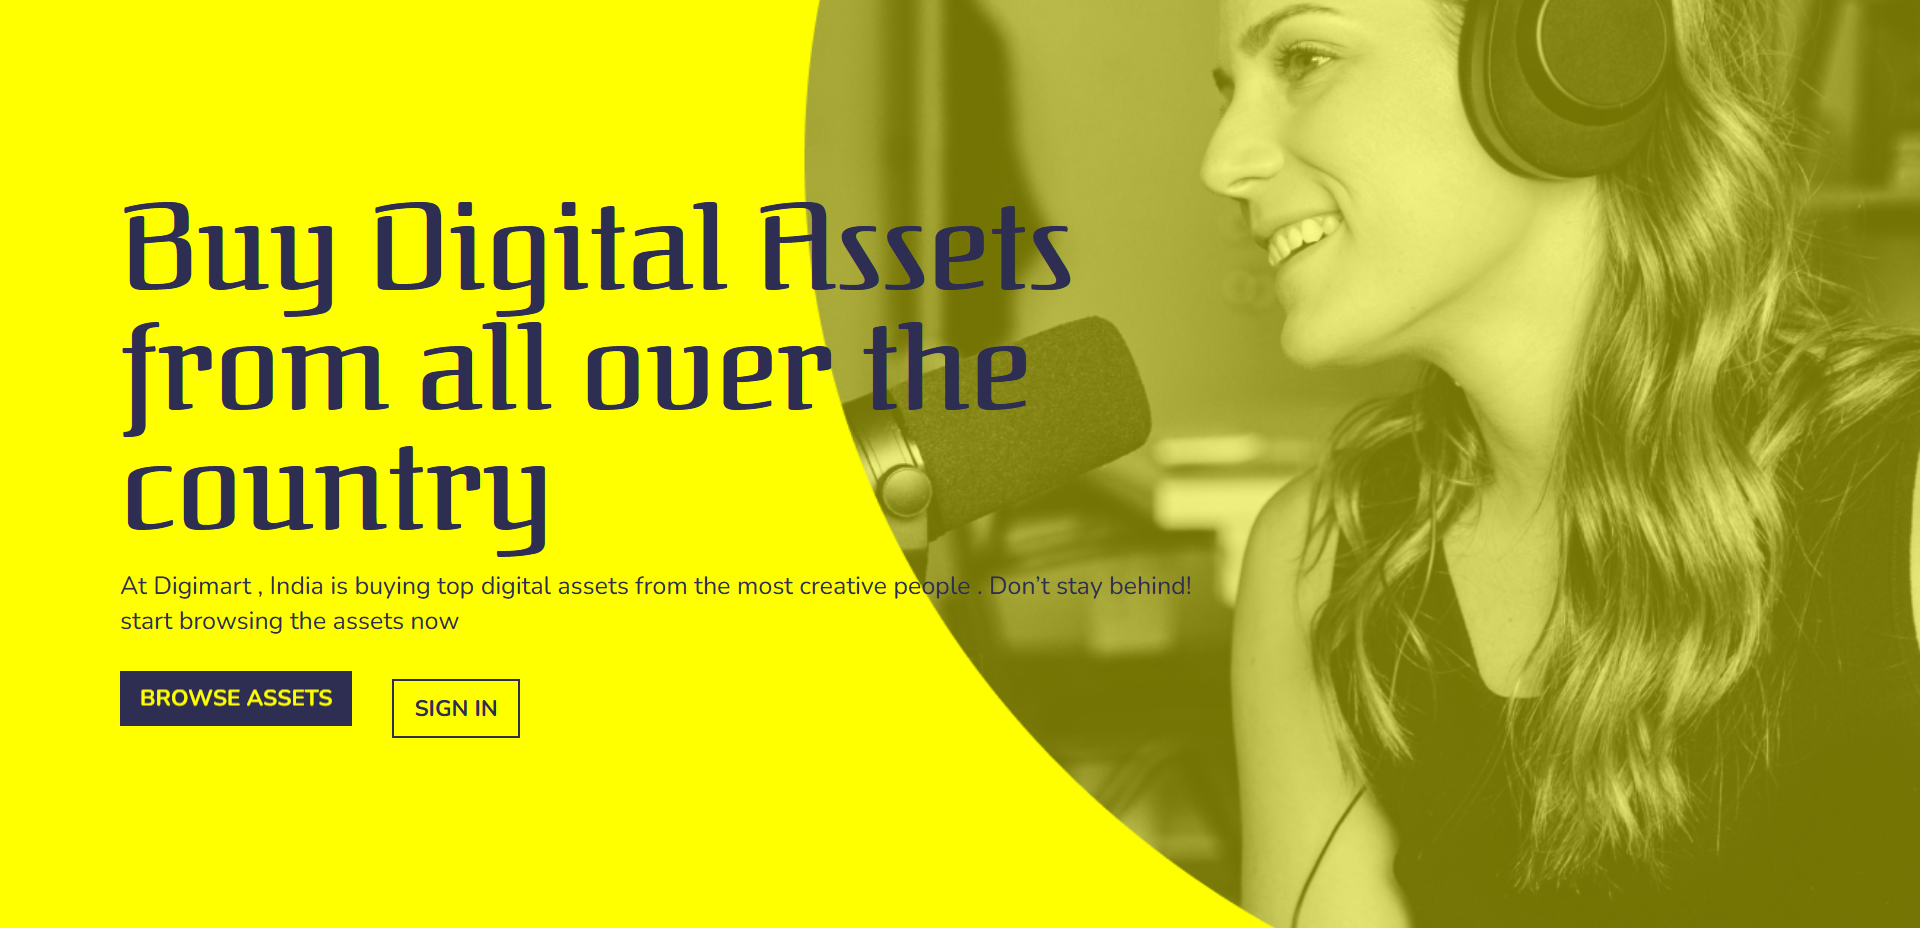 Buy Digital Assets
from all over the
country
At Digimart , India is buying top digital assets from the most creative people . Don’t stay behind!
start browsing the assets now
BROWSE ASSETS
SIGN IN